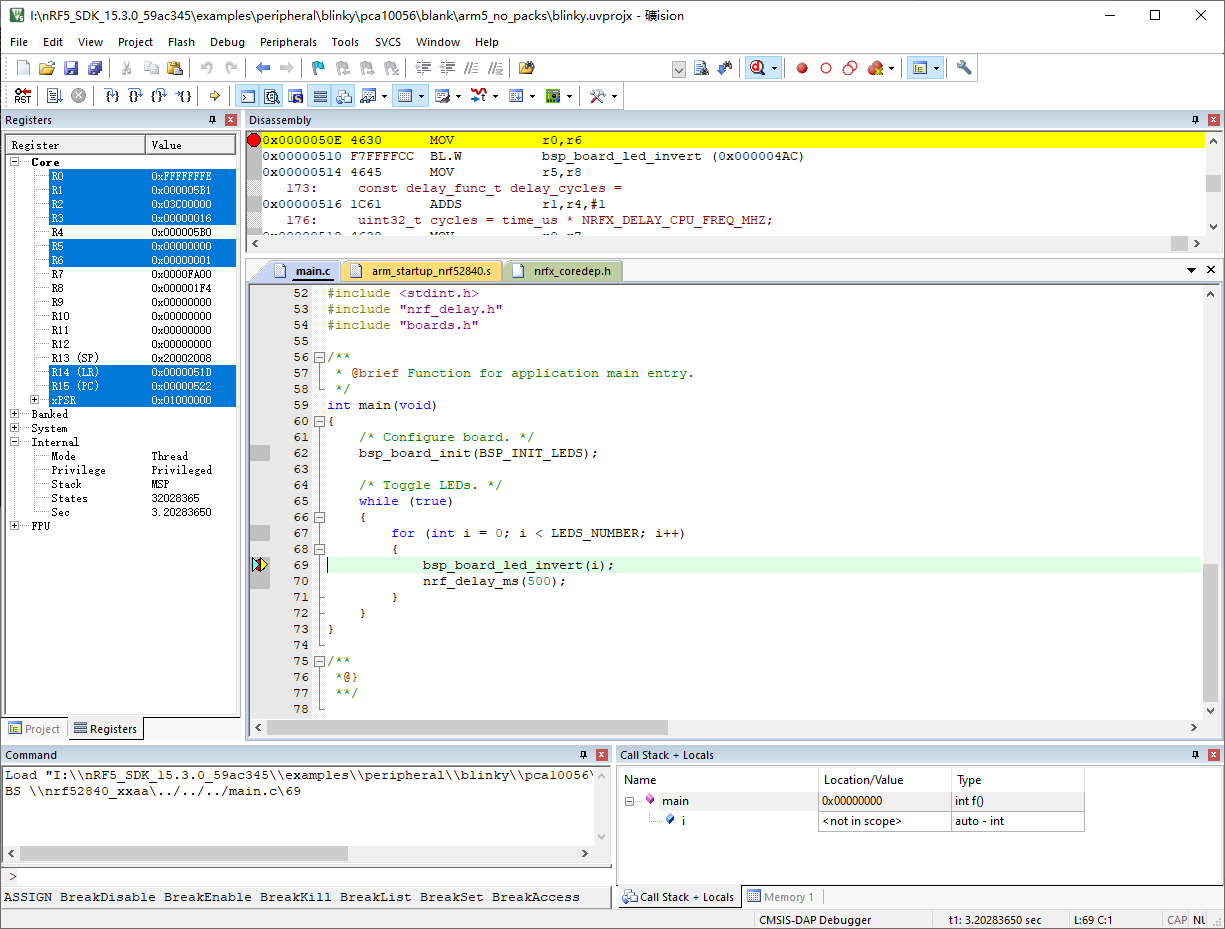 I:\nRF5_SDK_15.3.0_59ac345\examples\peripheral\blinky\pca10056\blank\arm5_no_packs\blinky.uvprojx - 礦ision
File Edit View Project Flash Debug Peripherals Tools SVCS Window Help
RST
Registers
Register Value
Core
R0 0xFFFFFFFE
R1 0x000005B1
R2 0x03C00000
R3 0x00000016
R4 0x000005B0
R5 0x00000000
R6 0x00000001
R7 0x0000FA00
R8 0x000001F4
R9 0x00000000
R10 0x00000000
R11 0x00000000
R12 0x00000000
R13 (SP) 0x20002008
R14 (LR) 0x0000051D
R15 (PC) 0x00000522
xPSR 0x01000000
Banked
System
Internal
Mode Thread
Privilege Privileged
Stack MSP
States 32028365
Sec 3.20283650
FPU
Project Registers
Disassembly
0x0000050E 4630 MOV r0,r6
0x00000510 F7FFFFCC BL.W bsp_board_led_invert (0x000004AC)
0x00000514 4645 MOV r5,r8
173: const delay_func_t delay_cycles =
0x00000516 1C61 ADDS r1,r4,#1
176: uint32_t cycles = time_us * NRFX_DELAY_CPU_FREQ_MHZ;
0x00000518 4638 MOV r0,r7
main.c arm_startup_nrf52840.s nrfx_coredep.h
52 #include <stdint.h>
53 #include "nrf_delay.h"
54 #include "boards.h"
55
56 /**
57 * @brief Function for application main entry.
58 */
59 int main(void)
60 {
61 /* Configure board. */
62 bsp_board_init(BSP_INIT_LEDS);
63
64 /* Toggle LEDs. */
65 while (true)
66 {
67 for (int i = 0; i < LEDS_NUMBER; i++)
68 {
69 bsp_board_led_invert(i);
70 nrf_delay_ms(500);
71 }
72 }
73 }
74
75 /**
76 *@}
77 **/
78
Command
Load "I:\\nRF5_SDK_15.3.0_59ac345\\examples\\peripheral\\blinky\\pca10056\
BS \\nrf52840_xxaa\../../../main.c\69
>
ASSIGN BreakDisable BreakEnable BreakKill BreakList BreakSet BreakAccess
Call Stack + Locals
Name Location/Value Type
main 0x00000000 int f()
i <not in scope> auto - int
Call Stack + Locals Memory 1
CMSIS-DAP Debugger t1: 3.20283650 sec L:69 C:1 CAP